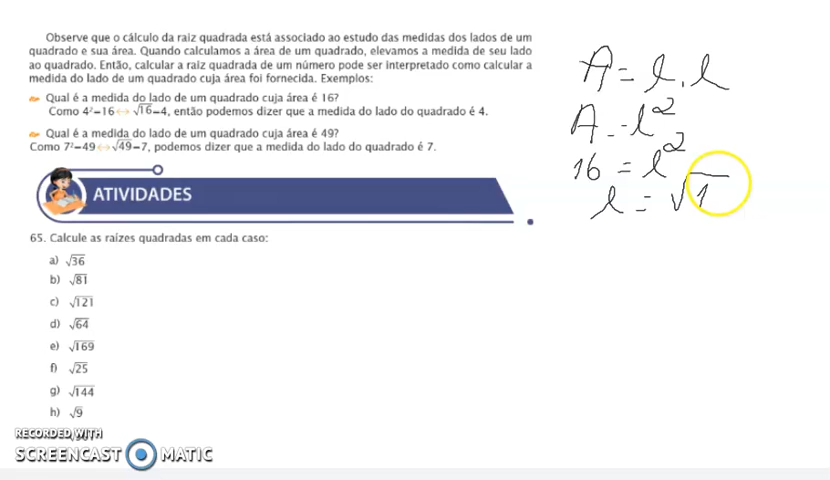 Observe que o cálculo da raiz quadrada está associado ao estudo das medidas dos lados de um
quadrado e sua área. Quando calculamos a área de um quadrado, elevamos a medida de seu lado
ao quadrado. Então, calcular a raiz quadrada de um número pode ser interpretado como calcular a
medida do lado de um quadrado cuja área foi fornecida. Exemplos:
Qual é a medida do lado de um quadrado cuja área é 16?
Como 4²=16 ↔ √16=4, então podemos dizer que a medida do lado do quadrado é 4.
Qual é a medida do lado de um quadrado cuja área é 49?
Como 7²=49 ↔ √49=7, podemos dizer que a medida do lado do quadrado é 7.
ATIVIDADES
65. Calcule as raízes quadradas em cada caso:
a) √36
b) √81
c) √121
d) √64
e) √169
f) √25
g) √144
h) √9
RECORDED WITH
SCREENCAST MATIC
A = l . l
A = l²
16 = l²
l = √1